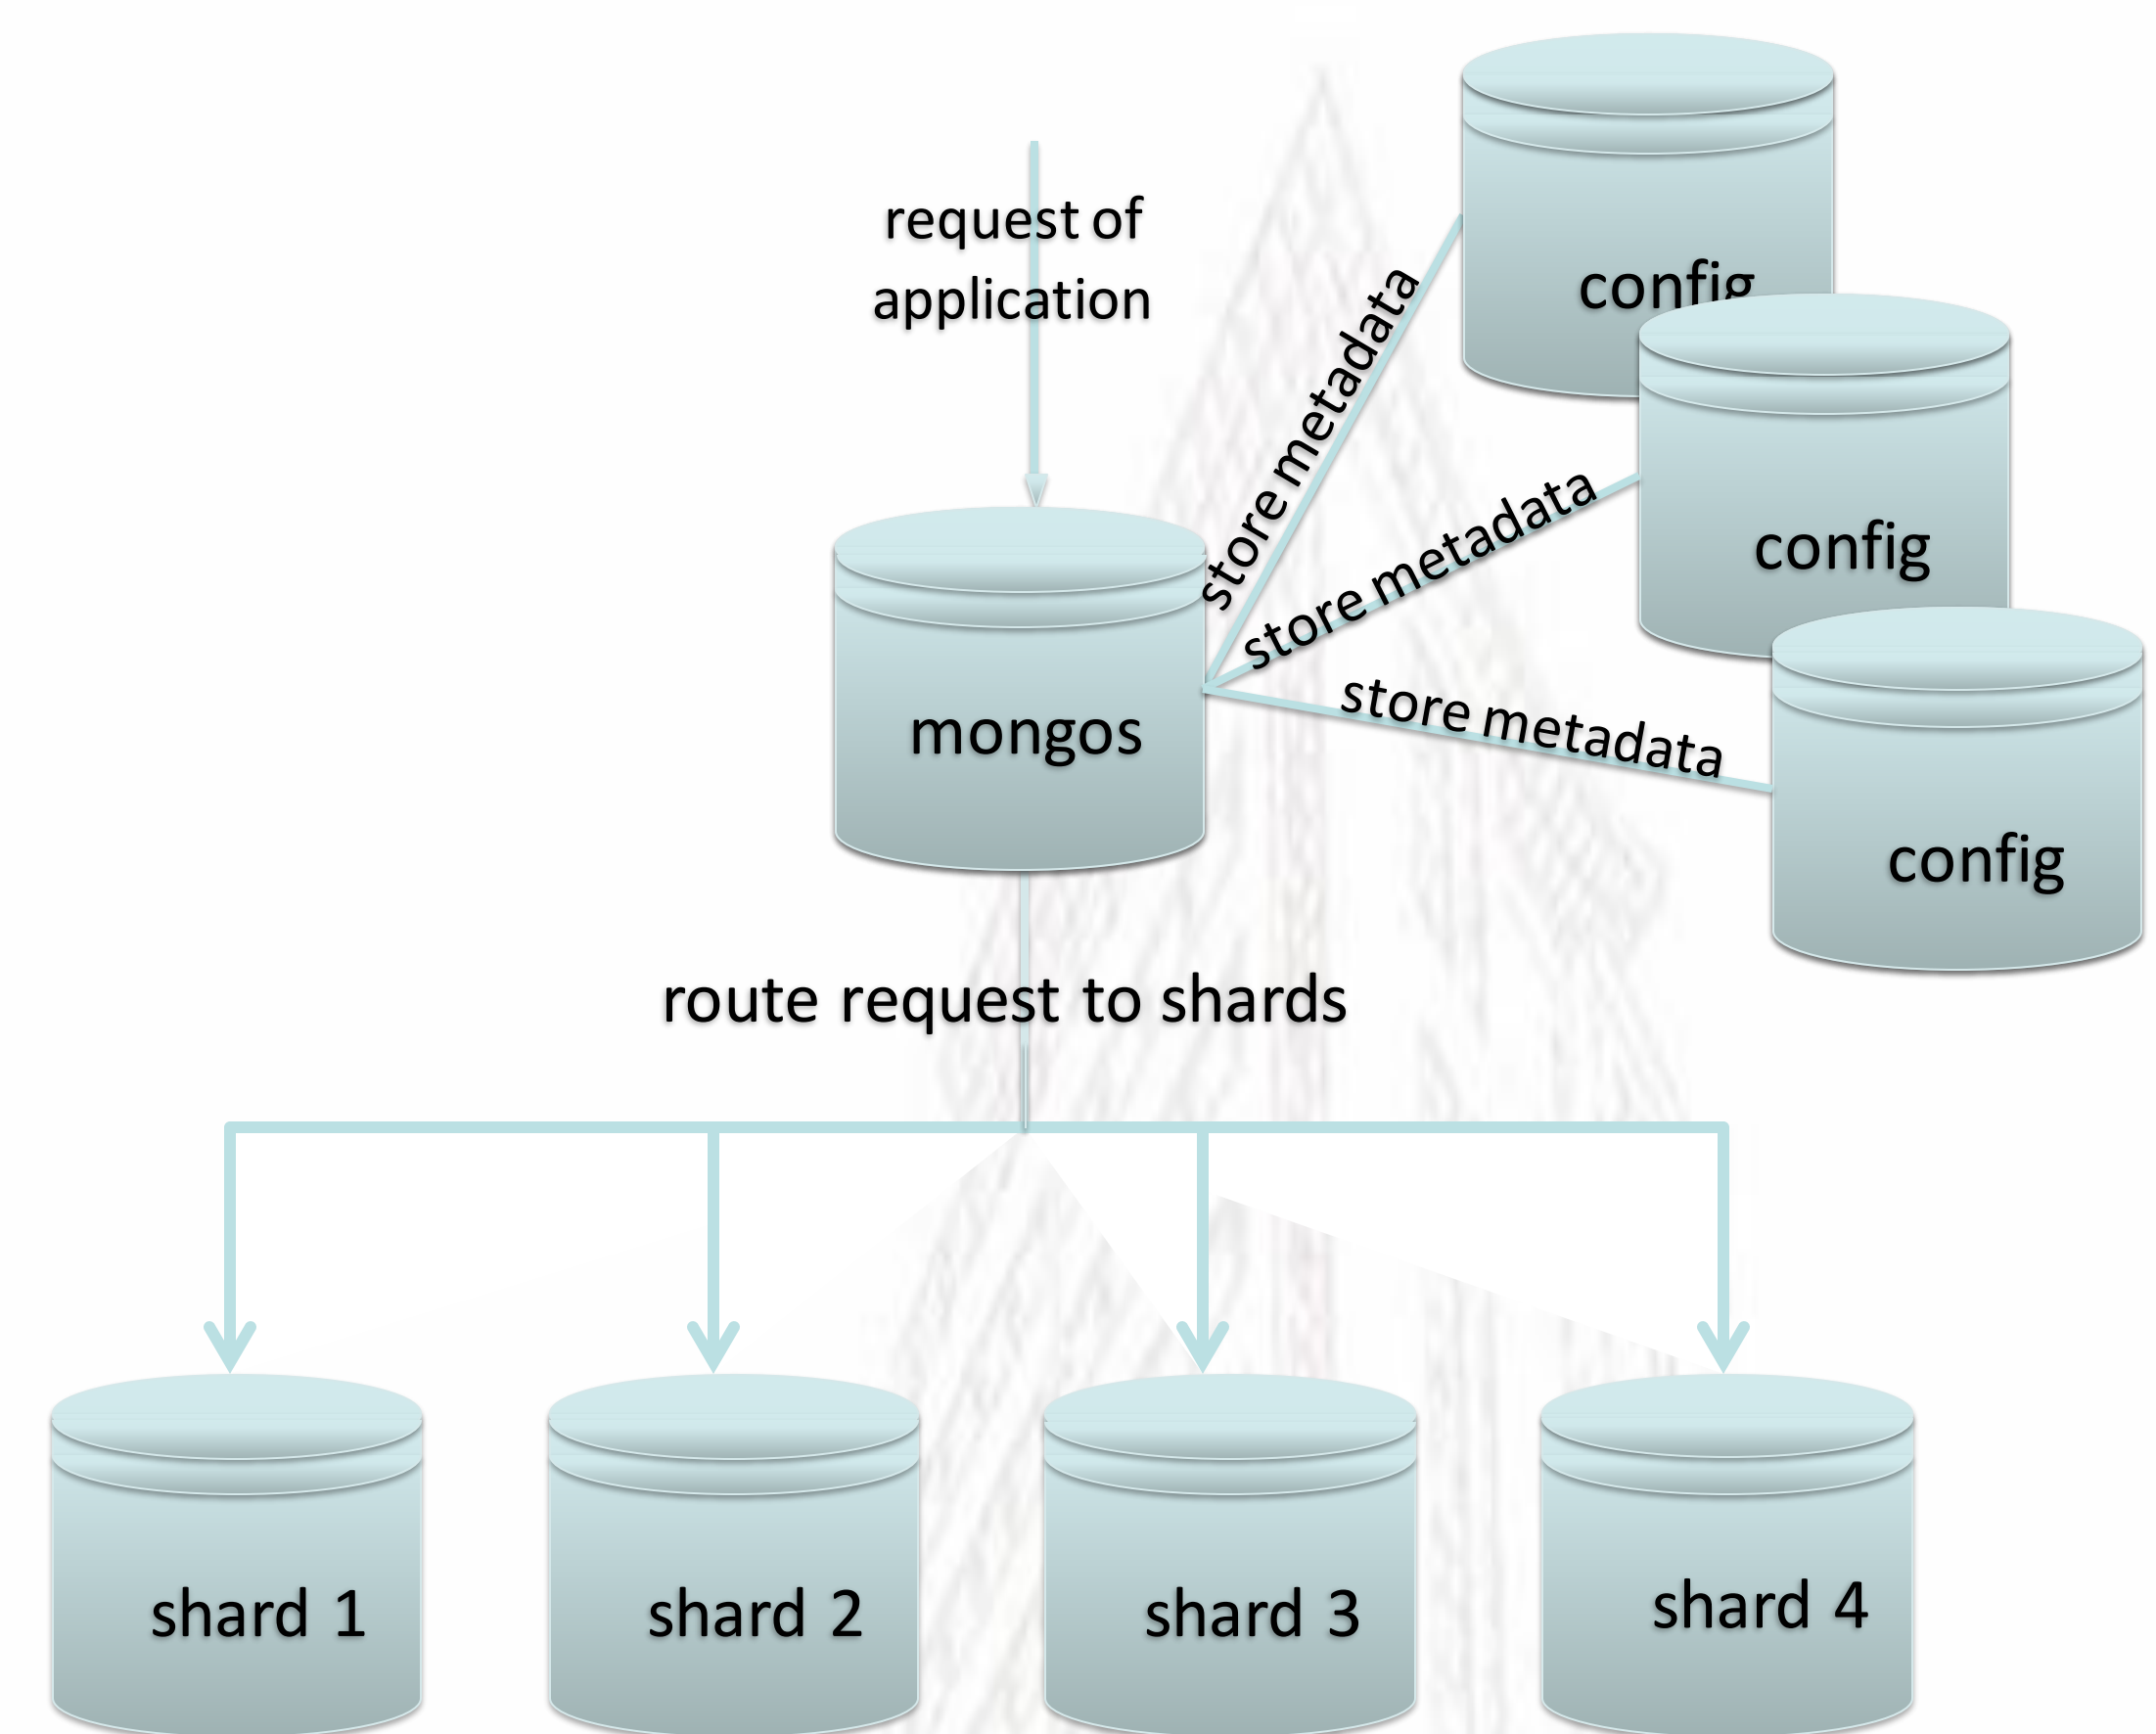 request of
application
config
store metadata
config
store metadata
store metadata
mongos
config
route request to shards
shard 1
shard 2
shard 3
shard 4